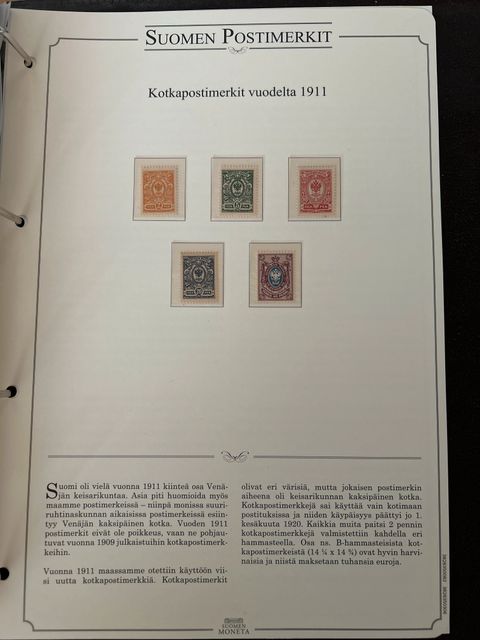 SUOMEN POSTIMERKIT
Kotkapostimerkit vuodelta 1911
Suomi oli vielä vuonna 1911 kiinteä osa Venä-
jän keisarikuntaa. Asia piti huomioida myös
maamme postimerkeissä – niinpä monissa suuri-
ruhtinaskunnan aikaisissa postimerkeissä esiin-
tyy Venäjän kaksipäinen kotka. Vuoden 1911
postimerkit eivät ole poikkeus, vaan ne pohjau-
tuvat vuonna 1909 julkaistuihin kotkapostimerk-
keihin.
Vuonna 1911 maassamme otettiin käyttöön vii-
si uutta kotkapostimerkkiä. Kotkapostimerkit
olivat eri värisiä, mutta jokaisen postimerkin
aiheena oli keisarikunnan kaksipäinen kotka.
Kotkapostimerkkejä sai käyttää vain kotimaan
postituksissa ja niiden käypäisyys päättyi jo 1.
kesäkuuta 1920. Kaikkia muita paitsi 2 pennin
kotkapostimerkkejä valmistettiin kahdella eri
hammasteella. Osa ns. B-hammasteisista kot-
kapostimerkeistä (14 ¼ x 14 ¾) ovat hyvin harvi-
naisia ja niistä maksetaan tuhansia euroja.
SUOMEN
MONETA